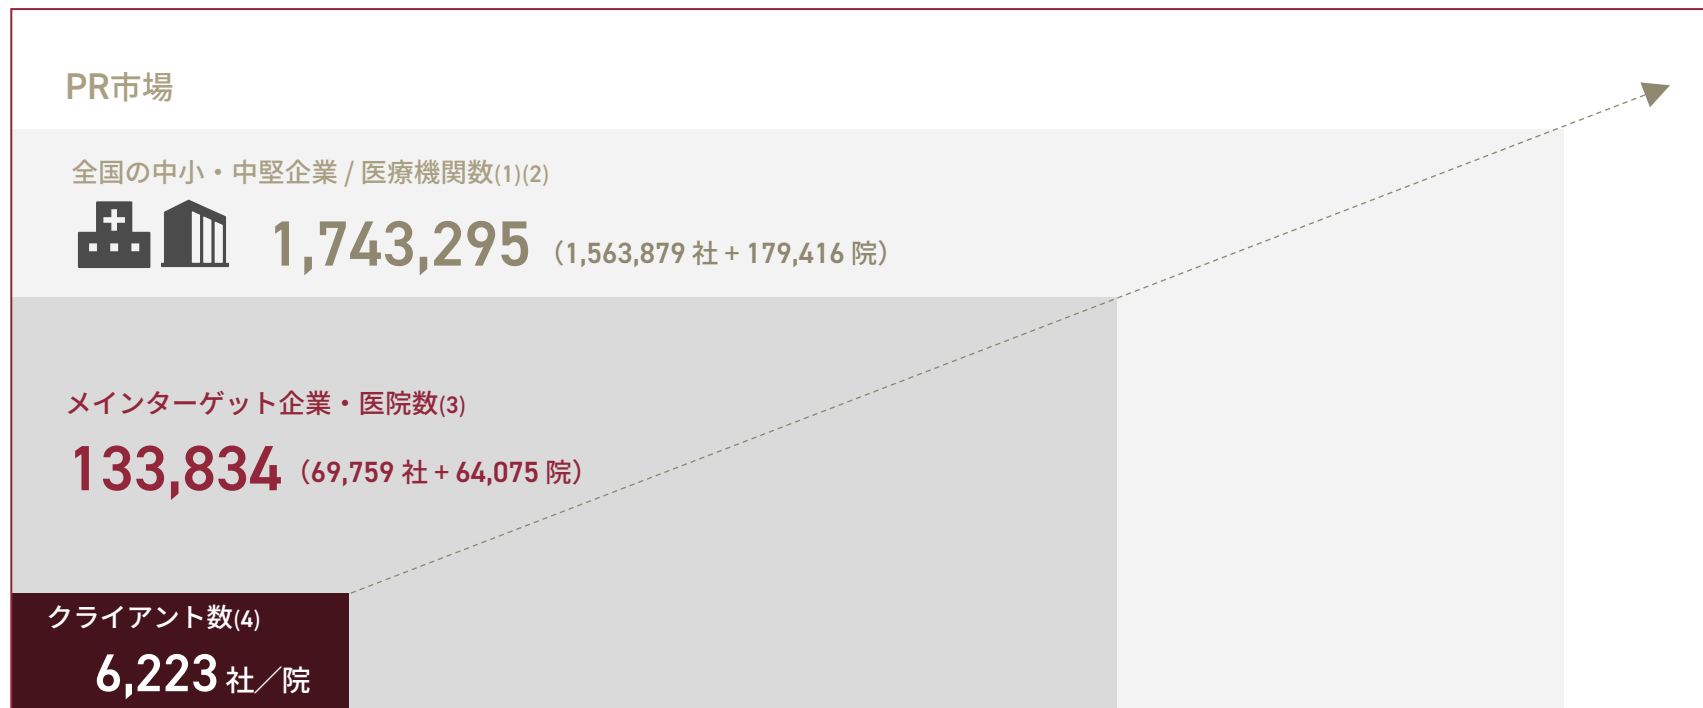 PR市場
全国の中小・中堅企業 / 医療機関数(1)(2)
1,743,295（1,563,879 社 + 179,416 院）
メインターゲット企業・医院数(3)
133,834（69,759 社 + 64,075 院）
クライアント数(4)
6,223 社／院